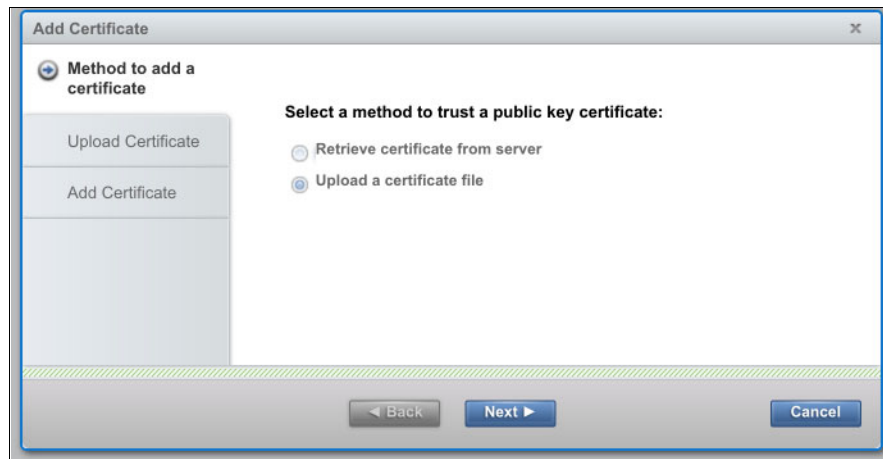 Add Certificate
Method to add a
certificate
Upload Certificate
Add Certificate
Select a method to trust a public key certificate:
Retrieve certificate from server
Upload a certificate file
Back
Next
Cancel